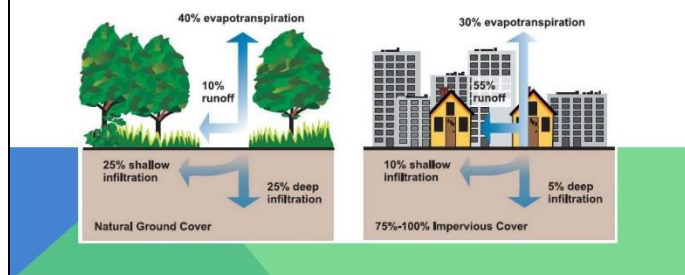 40% evapotranspiration
10%
runoff
25% shallow
infiltration
25% deep
infiltration
Natural Ground Cover
30% evapotranspiration
55%
runoff
10% shallow
infiltration
5% deep
infiltration
75%-100% Impervious Cover